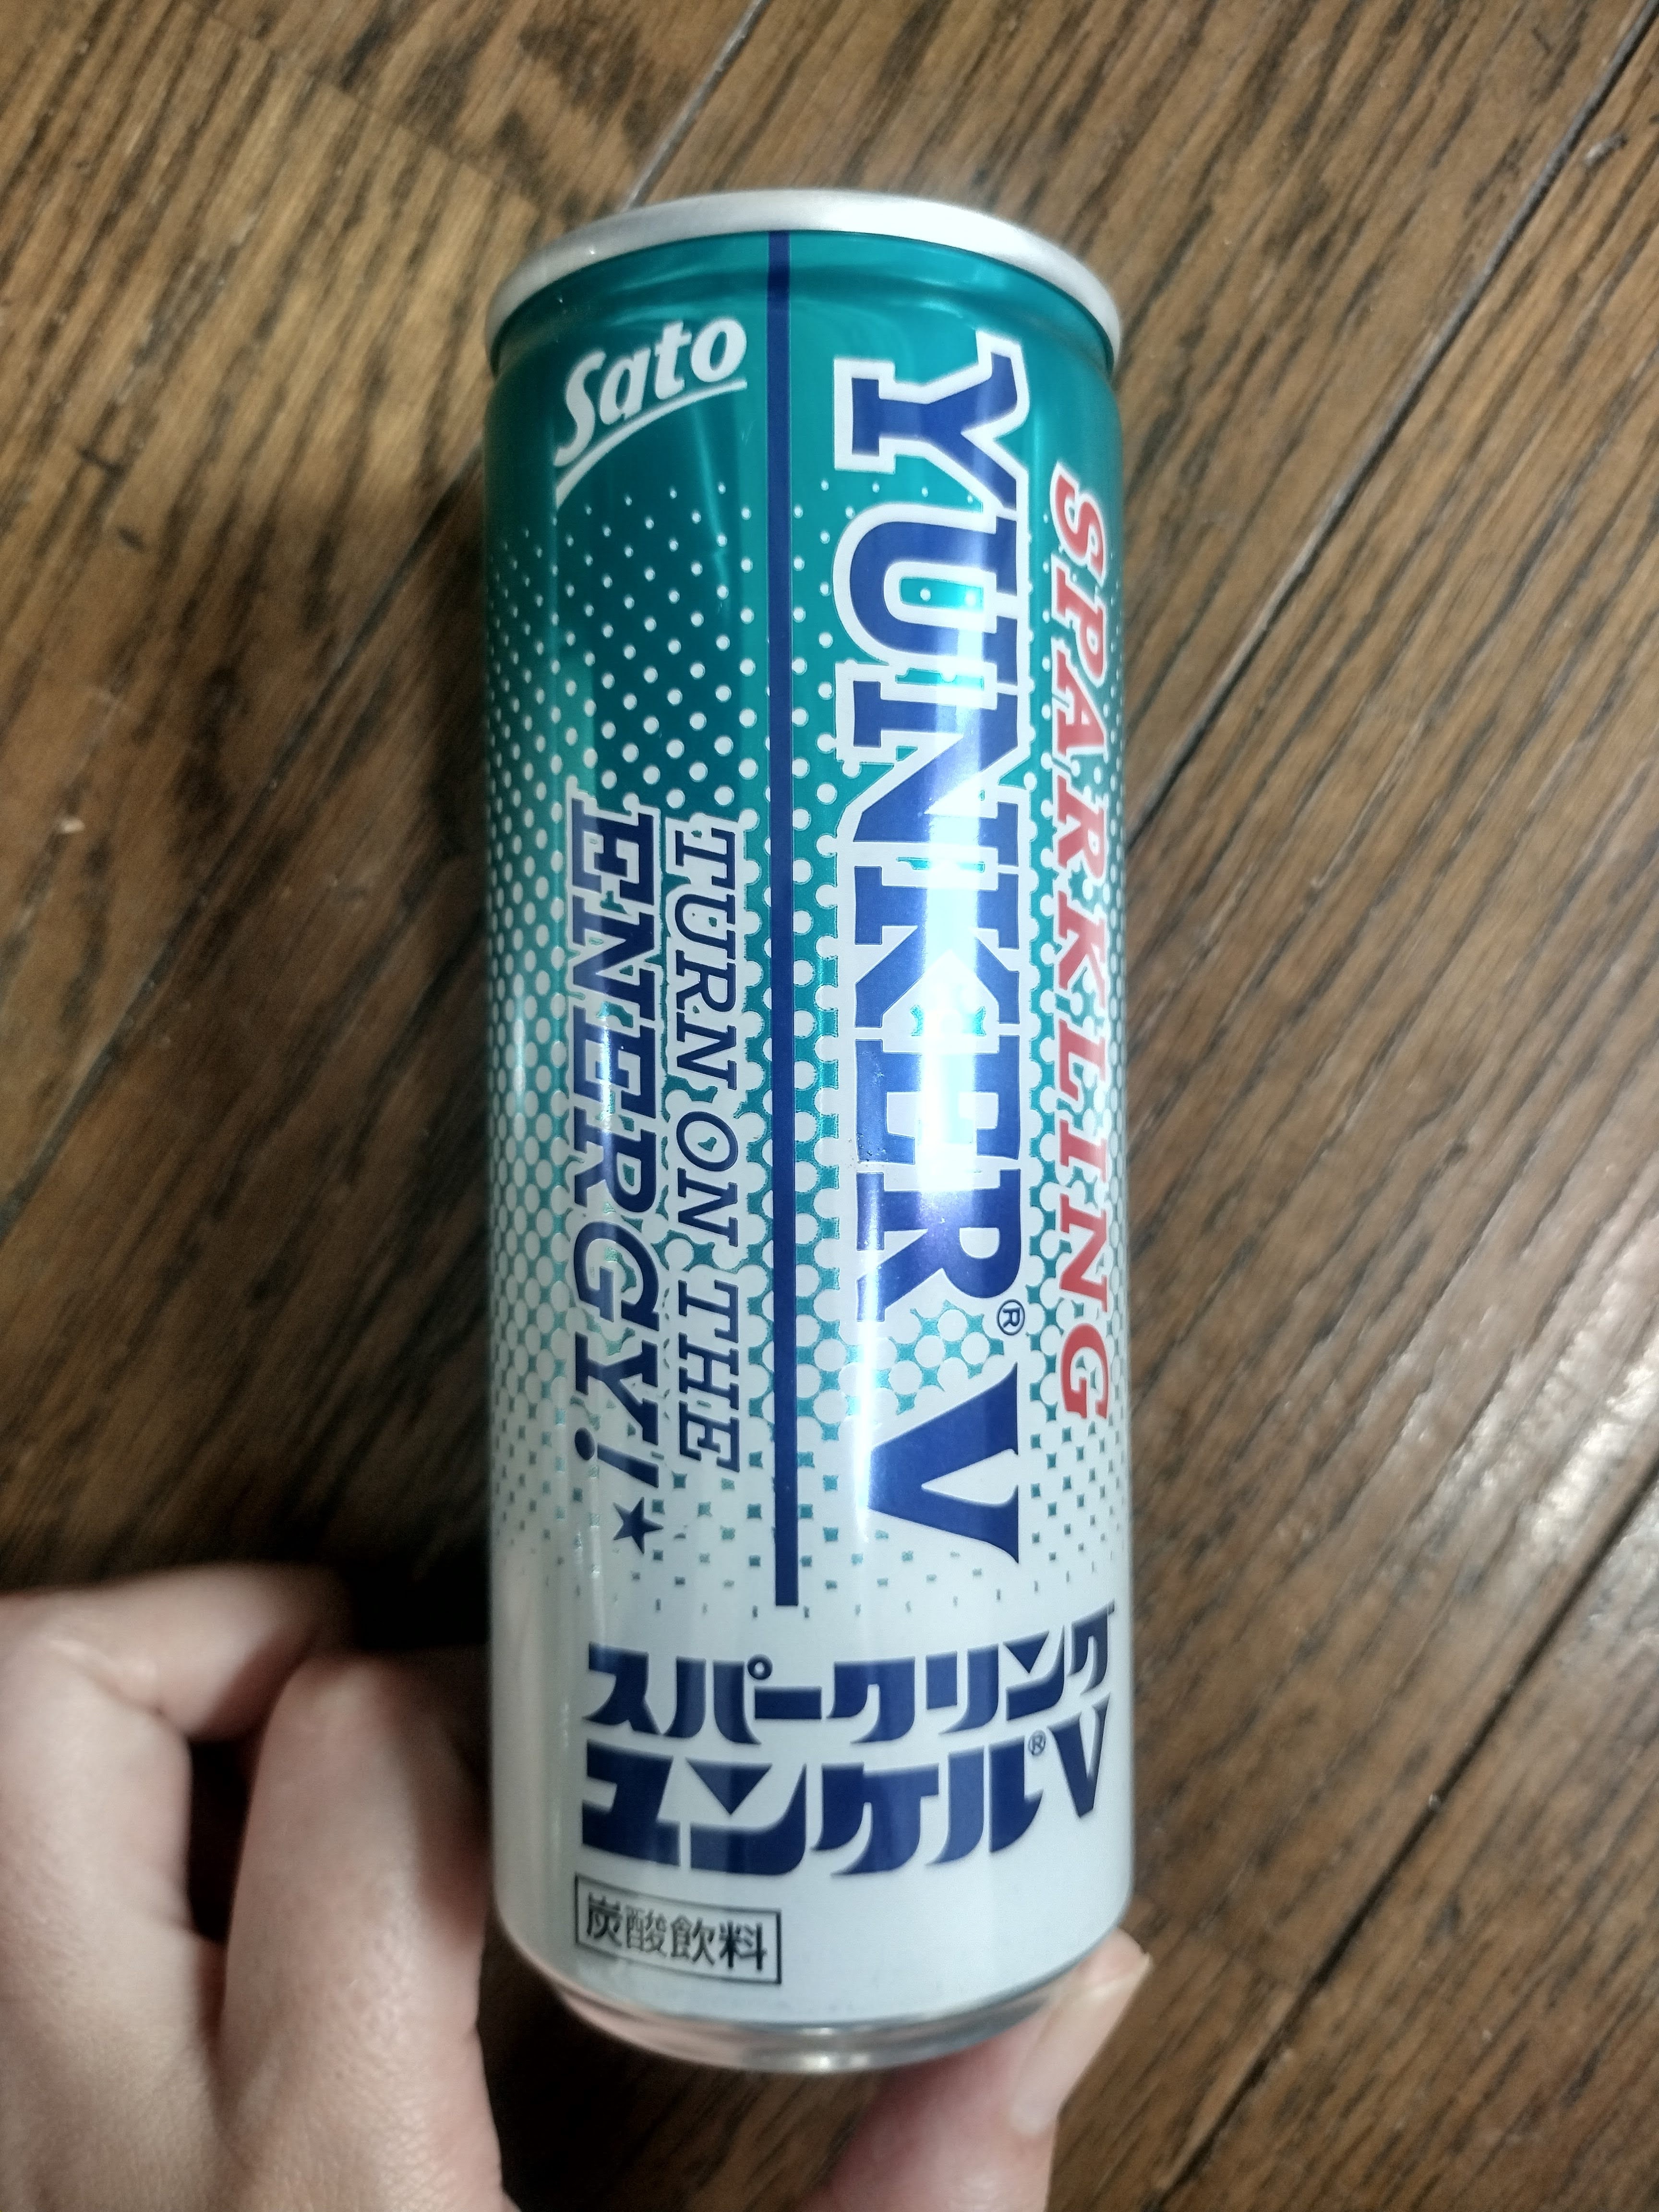 Sato
SPARKLING
YUNKER® V
TURN ON THE
ENERGY!★
スパークリング
ユンケル®V
炭酸飲料